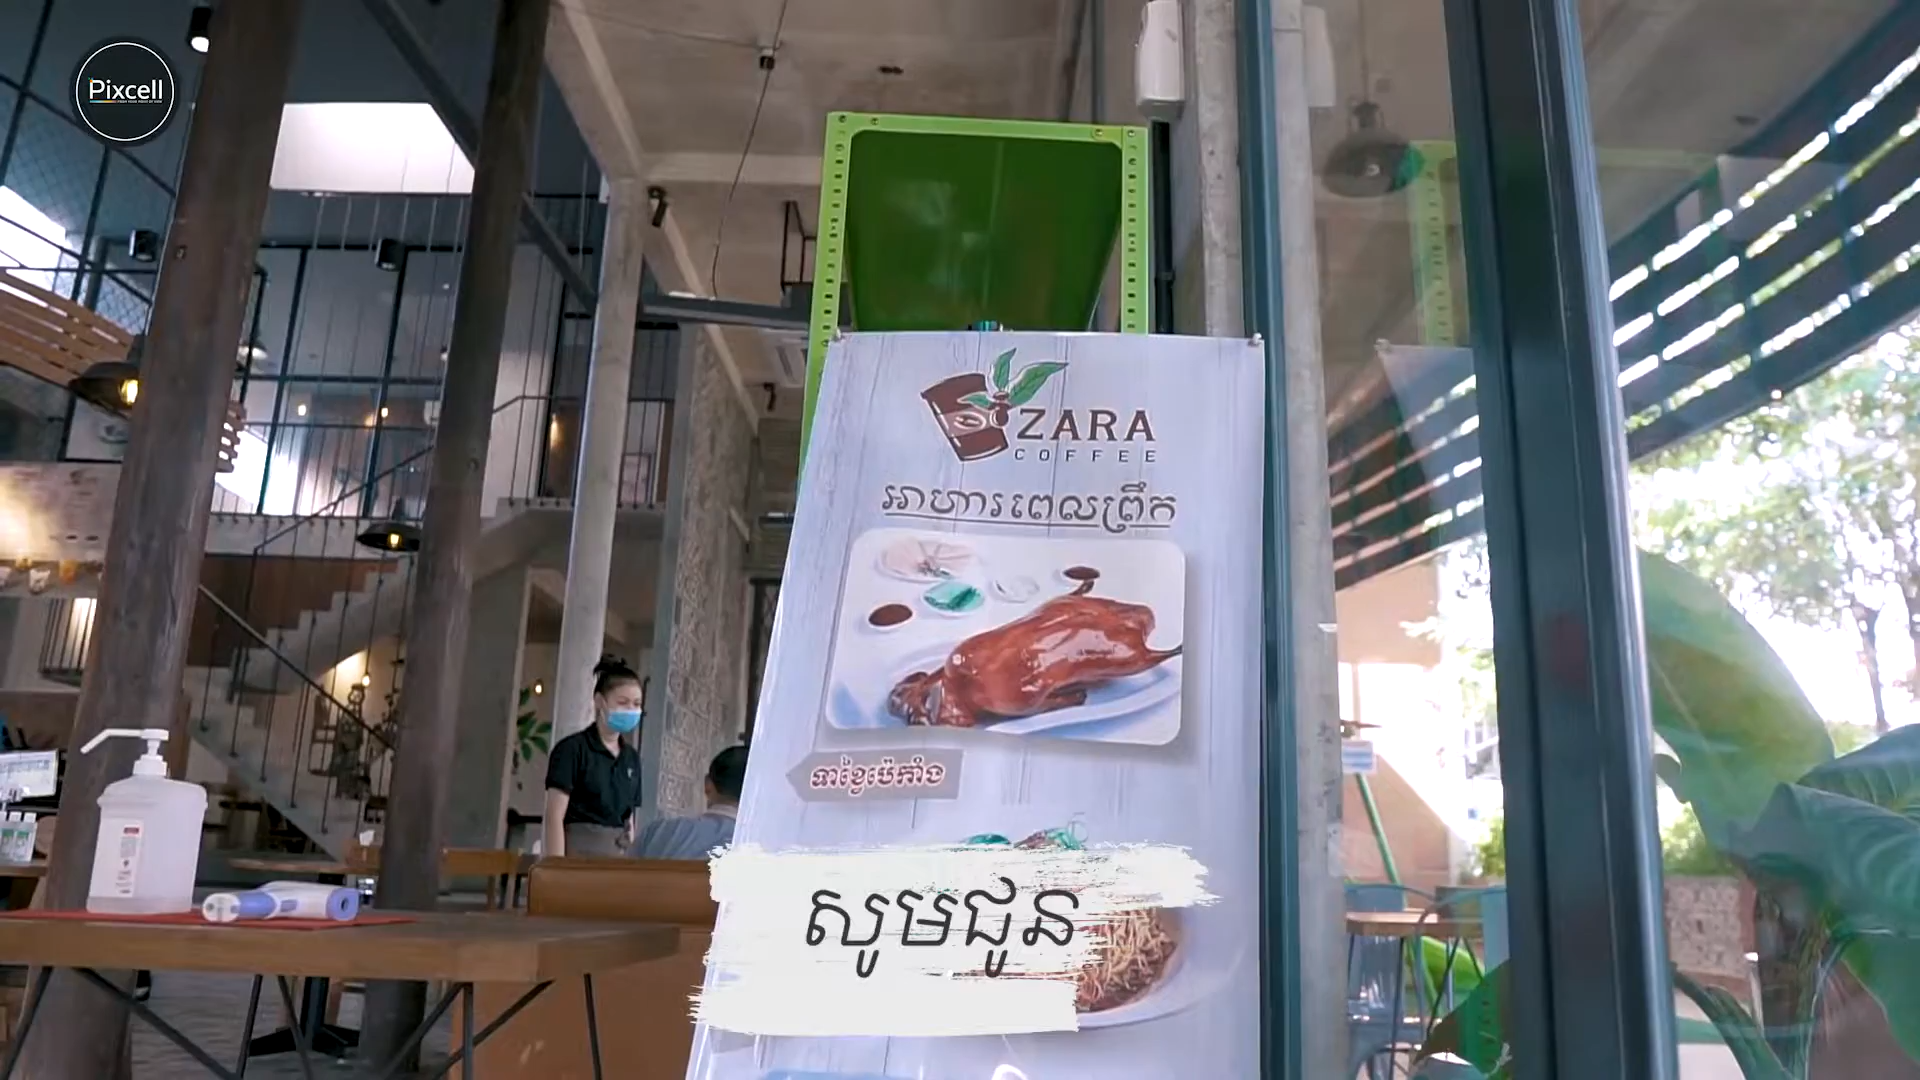 Pixcell
ZARA
COFFEE
អាហារពេលព្រឹក
ទាខ្វៃប៉េកាំង
សូមជូន